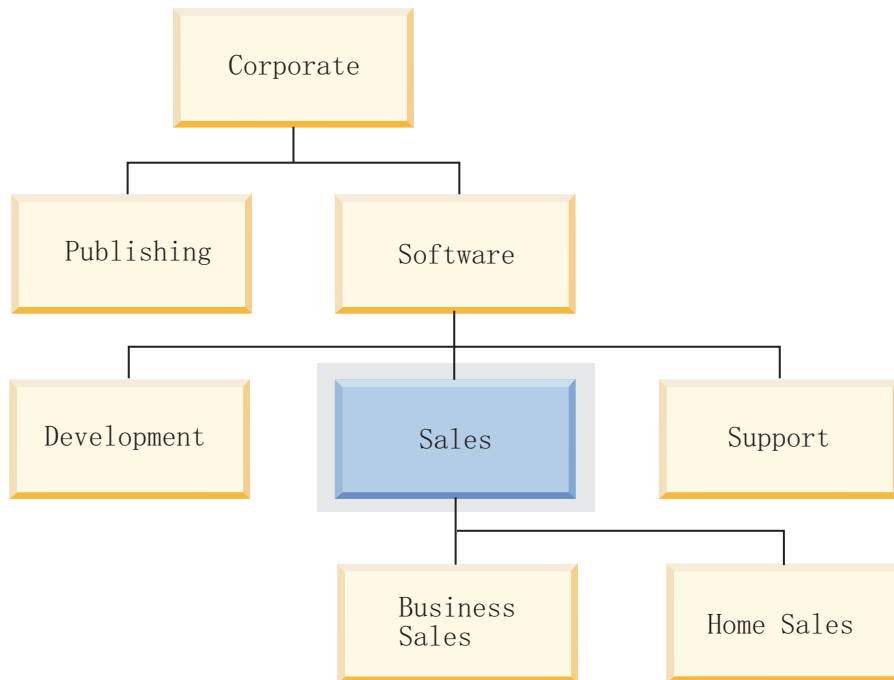 Corporate
Publishing
Software
Development
Sales
Support
Business
Sales
Home Sales